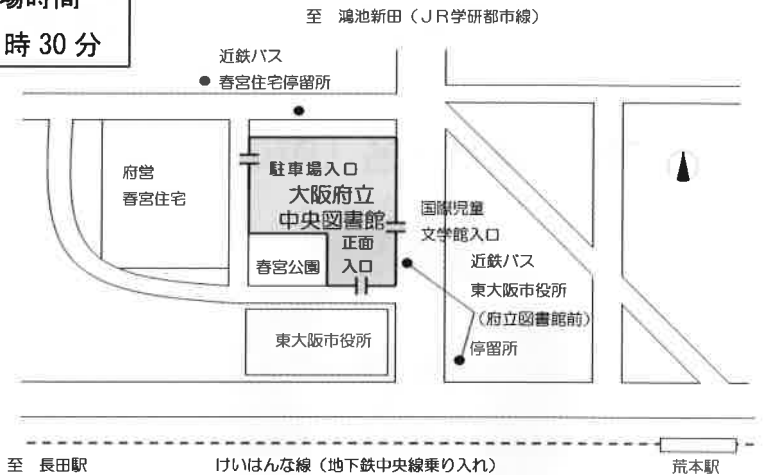 場時間
時30分
至 鴻池新田（ＪＲ学研都市線）
近鉄バス
春宮住宅停留所
府営
春宮住宅
駐車場入口
大阪府立
中央図書館
正面
入口
春宮公園
国際児童
文学館入口
近鉄バス
東大阪市役所
（府立図書館前）
停留所
東大阪市役所
至 長田駅
けいはんな線（地下鉄中央線乗り入れ）
荒本駅